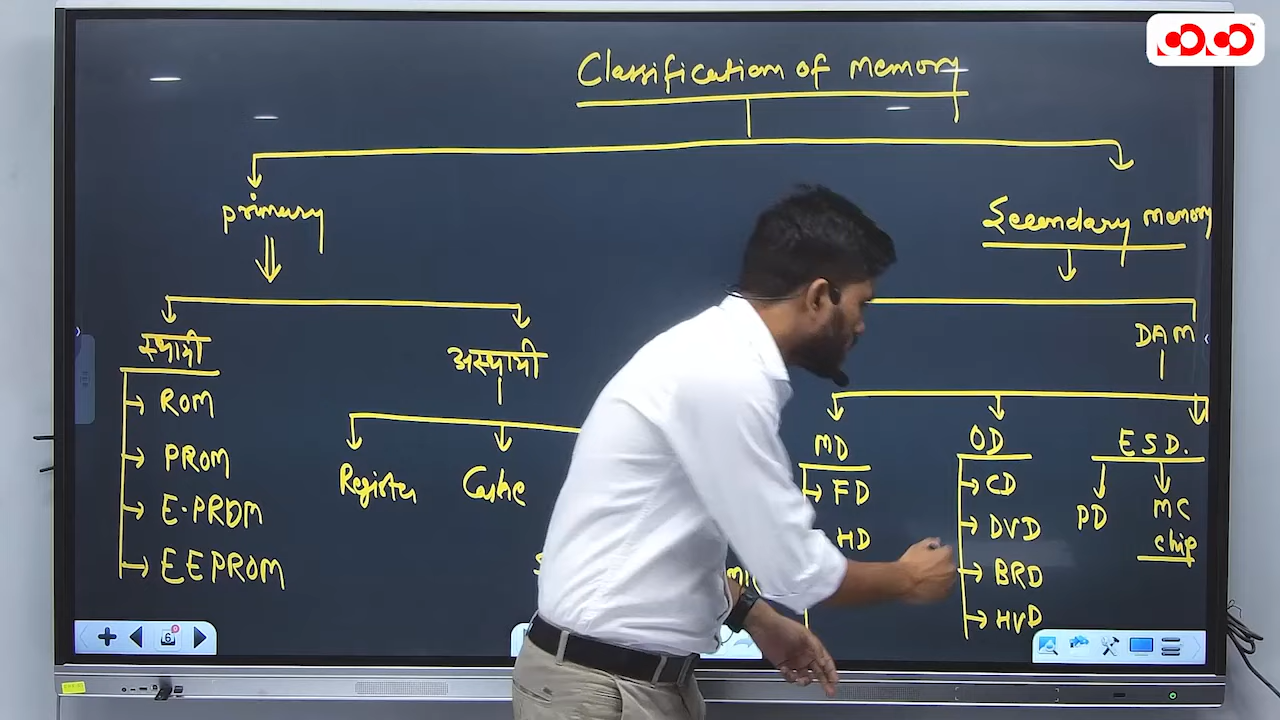 Classification of memory
primary
Secondary memory
स्थायी
ROM
PROM
E.PROM
EEPROM
अस्थायी
Register
Cache
DAM
MD
FD
HD
OD
CD
DVD
BRD
HVD
ESD.
PD
MC
chip